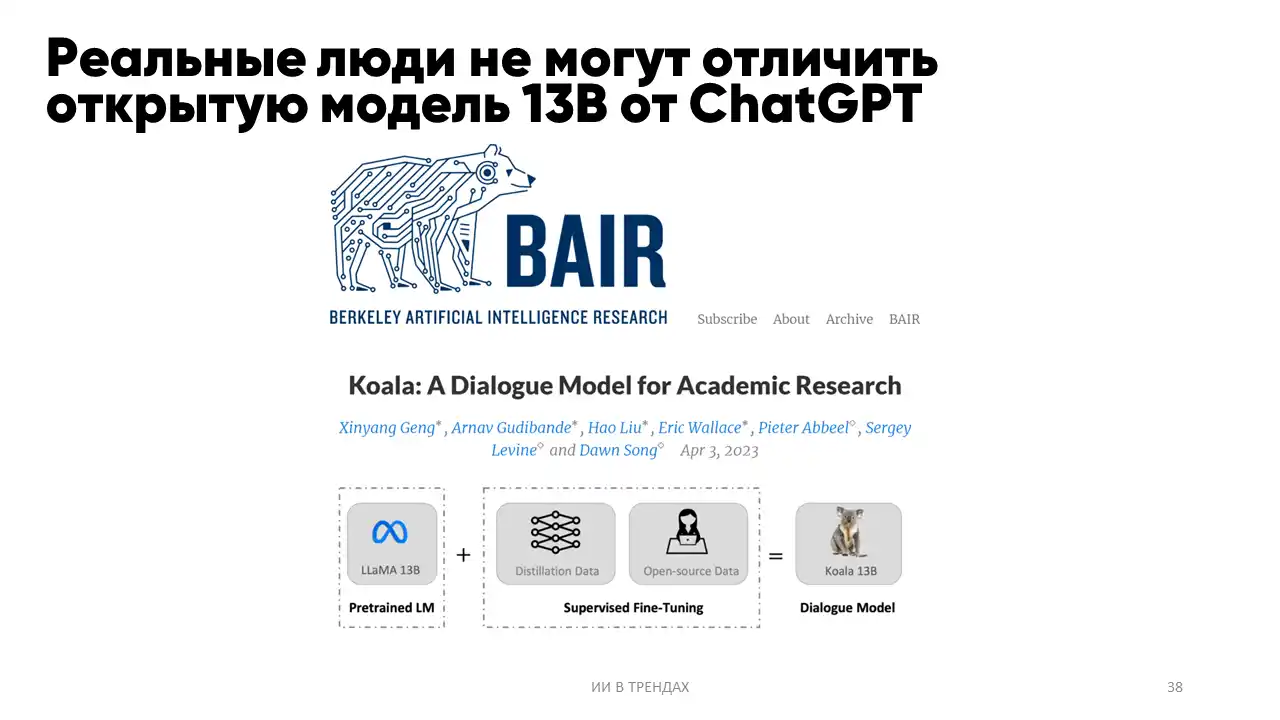 Реальные люди не могут отличить
открытую модель 13B от ChatGPT
BAIR
BERKELEY ARTIFICIAL INTELLIGENCE RESEARCH
Subscribe About Archive BAIR
Koala: A Dialogue Model for Academic Research
Xinyang Geng*, Arnav Gudibande*, Hao Liu*, Eric Wallace*, Pieter Abbeel◇, Sergey
Levine◇ and Dawn Song◇ Apr 3, 2023
LLaMA 13B + Distillation Data Open-source Data = Koala 13B
Pretrained LM Supervised Fine-Tuning Dialogue Model
ИИ В ТРЕНДАХ 38